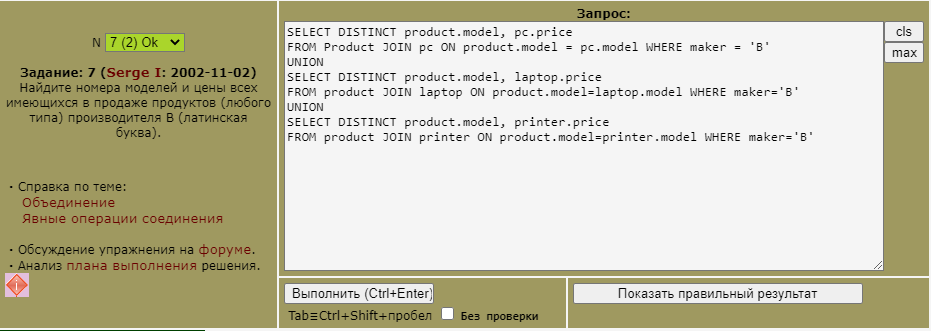 N 7 (2) Ok
Задание: 7 (Serge I: 2002-11-02)
Найдите номера моделей и цены всех
имеющихся в продаже продуктов (любого
типа) производителя B (латинская
буква).
· Справка по теме:
Объединение
Явные операции соединения
· Обсуждение упражнения на форуме.
· Анализ плана выполнения решения.
Запрос:
SELECT DISTINCT product.model, pc.price
FROM Product JOIN pc ON product.model = pc.model WHERE maker = 'B'
UNION
SELECT DISTINCT product.model, laptop.price
FROM product JOIN laptop ON product.model=laptop.model WHERE maker='B'
UNION
SELECT DISTINCT product.model, printer.price
FROM product JOIN printer ON product.model=printer.model WHERE maker='B'
cls
max
Выполнить (Ctrl+Enter)
Tab≡Ctrl+Shift+пробел Без проверки
Показать правильный результат